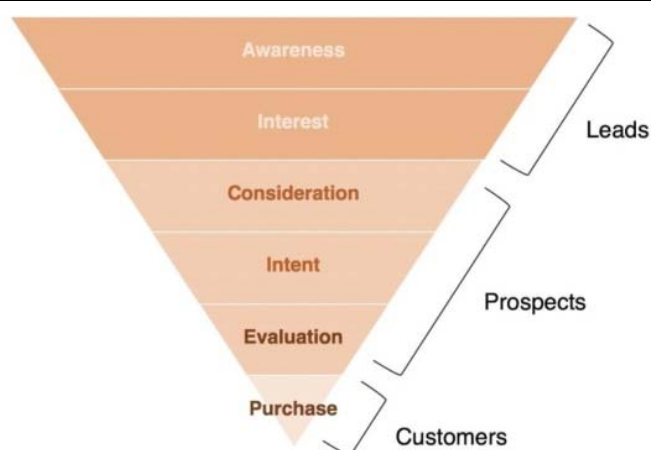 Awareness
Interest
Leads
Consideration
Intent
Prospects
Evaluation
Purchase
Customers